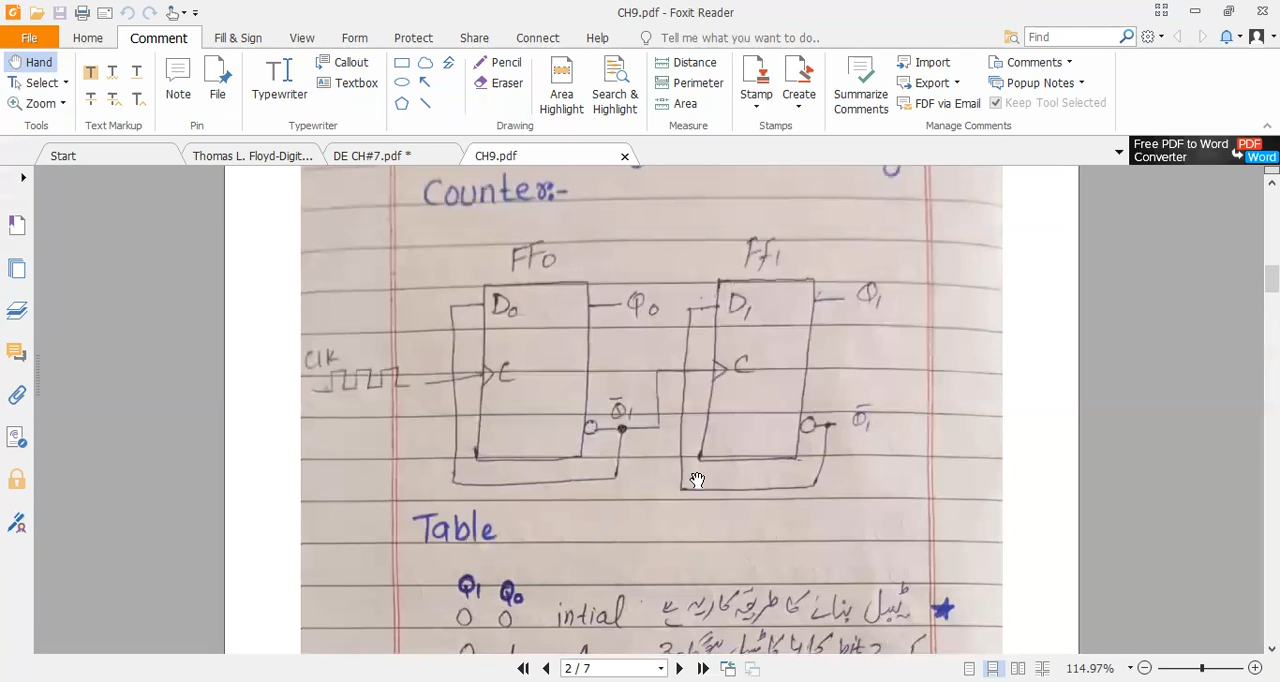 CH9.pdf - Foxit Reader
File Home Comment Fill & Sign View Form Protect Share Connect Help Tell me what you want to do.. Find
Hand
Select
Zoom
Tools
Text Markup
Note
File
Pin
Typewriter
Callout
Textbox
Typewriter
Pencil
Eraser
Area Highlight
Search & Highlight
Drawing
Distance
Perimeter
Area
Measure
Stamp
Create
Stamps
Summarize Comments
Import
Export
FDF via Email
Comments
Popup Notes
Keep Tool Selected
Manage Comments
Start Thomas L. Floyd-Digit... DE CH#7.pdf * CH9.pdf
Free PDF to Word Converter
PDF Word
Counter:-
FF0 FF1
D0 Q0 D1 Q1
Clk
C C
Q̄1 Q̄1
Table
Q1 Q0
0 0 intial ٹیبل بنانے کا طریقہ کار یہ ہے
2 / 7
114.97%